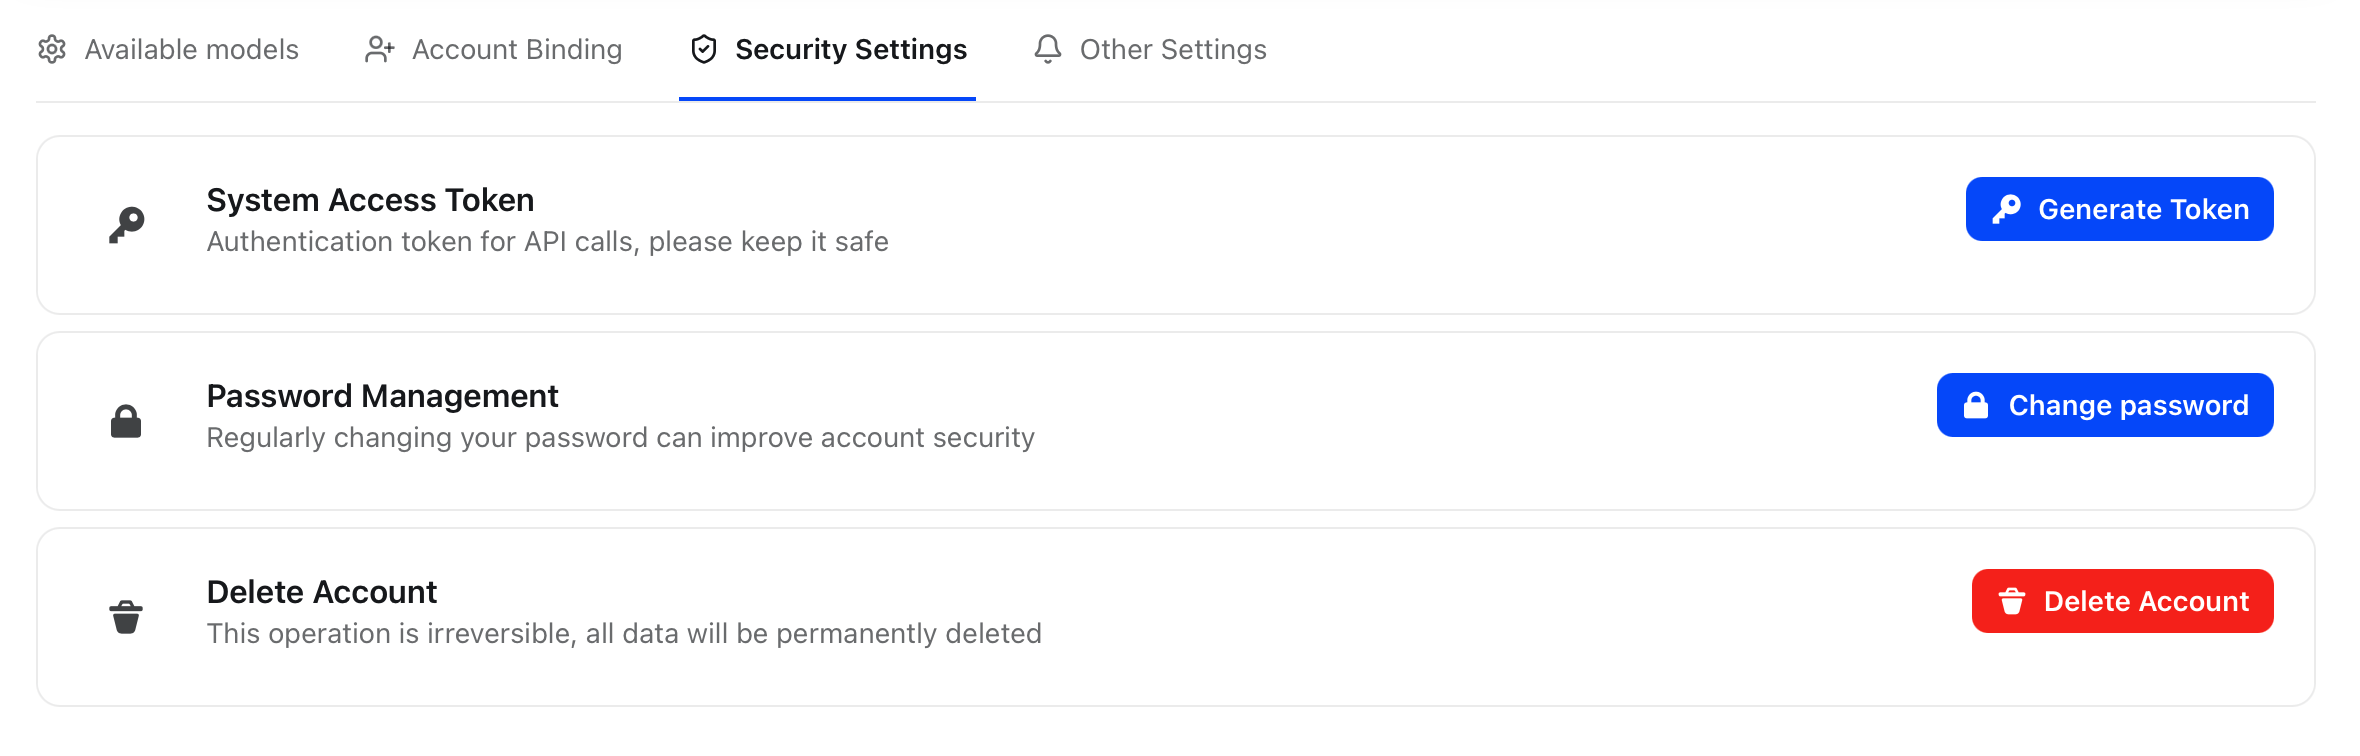 Available models
Account Binding
Security Settings
Other Settings
System Access Token
Authentication token for API calls, please keep it safe
Generate Token
Password Management
Regularly changing your password can improve account security
Change password
Delete Account
This operation is irreversible, all data will be permanently deleted
Delete Account